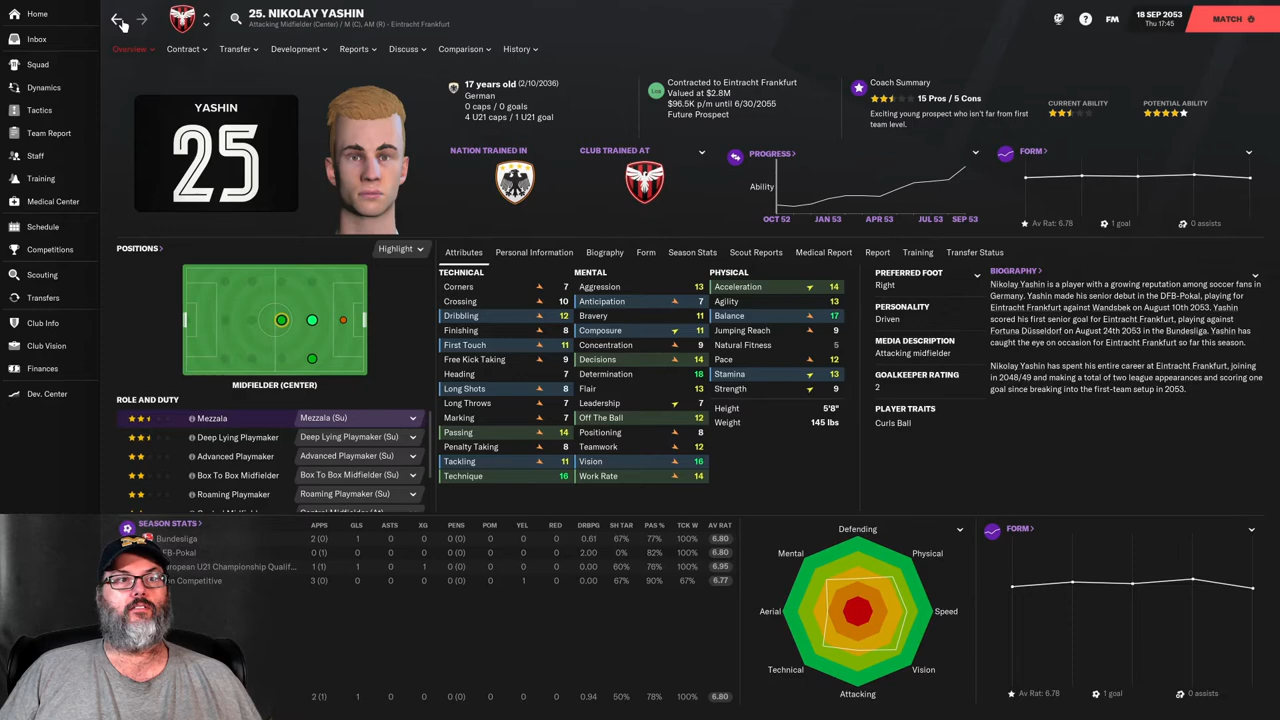 Home
Inbox
Squad
Dynamics
Tactics
Team Report
Staff
Training
Medical Center
Schedule
Competitions
Scouting
Transfers
Club Info
Club Vision
Finances
Dev. Center
25. NIKOLAY YASHIN
Attacking Midfielder (Center) / M (C), AM (R) - Eintracht Frankfurt
FM
18 SEP 2053
Thu 17:45
MATCH
Overview
Contract
Transfer
Development
Reports
Discuss
Comparison
History
YASHIN
25
17 years old (2/10/2036)
German
0 caps / 0 goals
4 U21 caps / 1 U21 goal
Loa
Contracted to Eintracht Frankfurt
Valued at $2.8M
$96.5K p/m until 6/30/2055
Future Prospect
Coach Summary
15 Pros / 5 Cons
Exciting young prospect who isn't far from first
team level.
CURRENT ABILITY
POTENTIAL ABILITY
NATION TRAINED IN
CLUB TRAINED AT
PROGRESS
Ability
OCT 52 JAN 53 APR 53 JUL 53 SEP 53
FORM
Av Rat: 6.78 1 goal 0 assists
POSITIONS
Highlight
MIDFIELDER (CENTER)
ROLE AND DUTY
Mezzala Mezzala (Su)
Deep Lying Playmaker Deep Lying Playmaker (Su)
Advanced Playmaker Advanced Playmaker (Su)
Box To Box Midfielder Box To Box Midfielder (Su)
Roaming Playmaker Roaming Playmaker (Su)
Attributes
Personal Information
Biography
Form
Season Stats
Scout Reports
Medical Report
Report
Training
Transfer Status
TECHNICAL
Corners 7
Crossing 10
Dribbling 12
Finishing 8
First Touch 11
Free Kick Taking 9
Heading 7
Long Shots 8
Long Throws 7
Marking 7
Passing 14
Penalty Taking 8
Tackling 11
Technique 16
MENTAL
Aggression 13
Anticipation 7
Bravery 11
Composure 11
Concentration 9
Decisions 14
Determination 18
Flair 13
Leadership 7
Off The Ball 12
Positioning 8
Teamwork 12
Vision 16
Work Rate 14
PHYSICAL
Acceleration 14
Agility 13
Balance 17
Jumping Reach 9
Natural Fitness 5
Pace 12
Stamina 13
Strength 9
Height 5'8"
Weight 145 lbs
PREFERRED FOOT
Right
PERSONALITY
Driven
MEDIA DESCRIPTION
Attacking midfielder
GOALKEEPER RATING
2
PLAYER TRAITS
Curls Ball
BIOGRAPHY
Nikolay Yashin is a player with a growing reputation among soccer fans in
Germany. Yashin made his senior debut in the DFB-Pokal, playing for
Eintracht Frankfurt against Wandsbek on August 10th 2053. Yashin
scored his first senior goal for Eintracht Frankfurt, playing against
Fortuna Düsseldorf on August 24th 2053 in the Bundesliga. Yashin has
caught the eye on occasion for Eintracht Frankfurt so far this season.
Nikolay Yashin has spent his entire career at Eintracht Frankfurt, joining
in 2048/49 and making a total of two league appearances and scoring one
goal since breaking into the first-team setup in 2053.
SEASON STATS
APPS GLS ASTS XG PENS POM YEL RED DRBPG SH TAR PAS % TCK W AV RAT
Bundesliga 2 (0) 1 0 0 0 (0) 0 0 0 0.61 67% 77% 100% 6.80
FB-Pokal 0 (1) 0 0 0 0 (0) 0 0 0 2.00 0% 82% 100% 6.80
uropean U21 Championship Qualif... 1 (1) 1 0 1 0 (0) 0 0 0 0.00 60% 76% 100% 6.95
n Competitive 3 (0) 0 0 0 0 (0) 0 1 0 0.00 67% 90% 67% 6.77
2 (1) 1 0 0 0 (0) 0 0 0 0.94 50% 78% 100% 6.80
Defending
Physical
Speed
Vision
Attacking
Technical
Aerial
Mental
FORM
Av Rat: 6.78 1 goal 0 assists